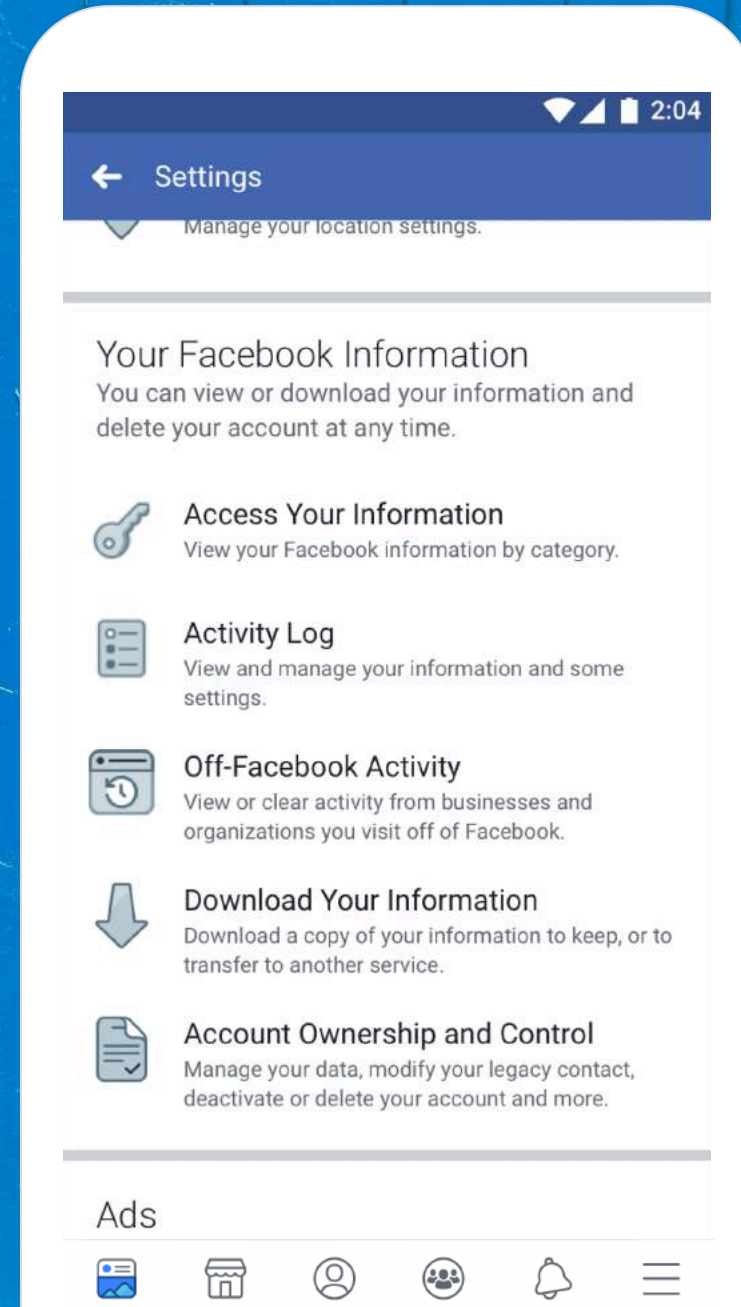 2:04
Settings
Manage your location settings.
Your Facebook Information
You can view or download your information and
delete your account at any time.
Access Your Information
View your Facebook information by category.
Activity Log
View and manage your information and some
settings.
Off-Facebook Activity
View or clear activity from businesses and
organizations you visit off of Facebook.
Download Your Information
Download a copy of your information to keep, or to
transfer to another service.
Account Ownership and Control
Manage your data, modify your legacy contact,
deactivate or delete your account and more.
Ads